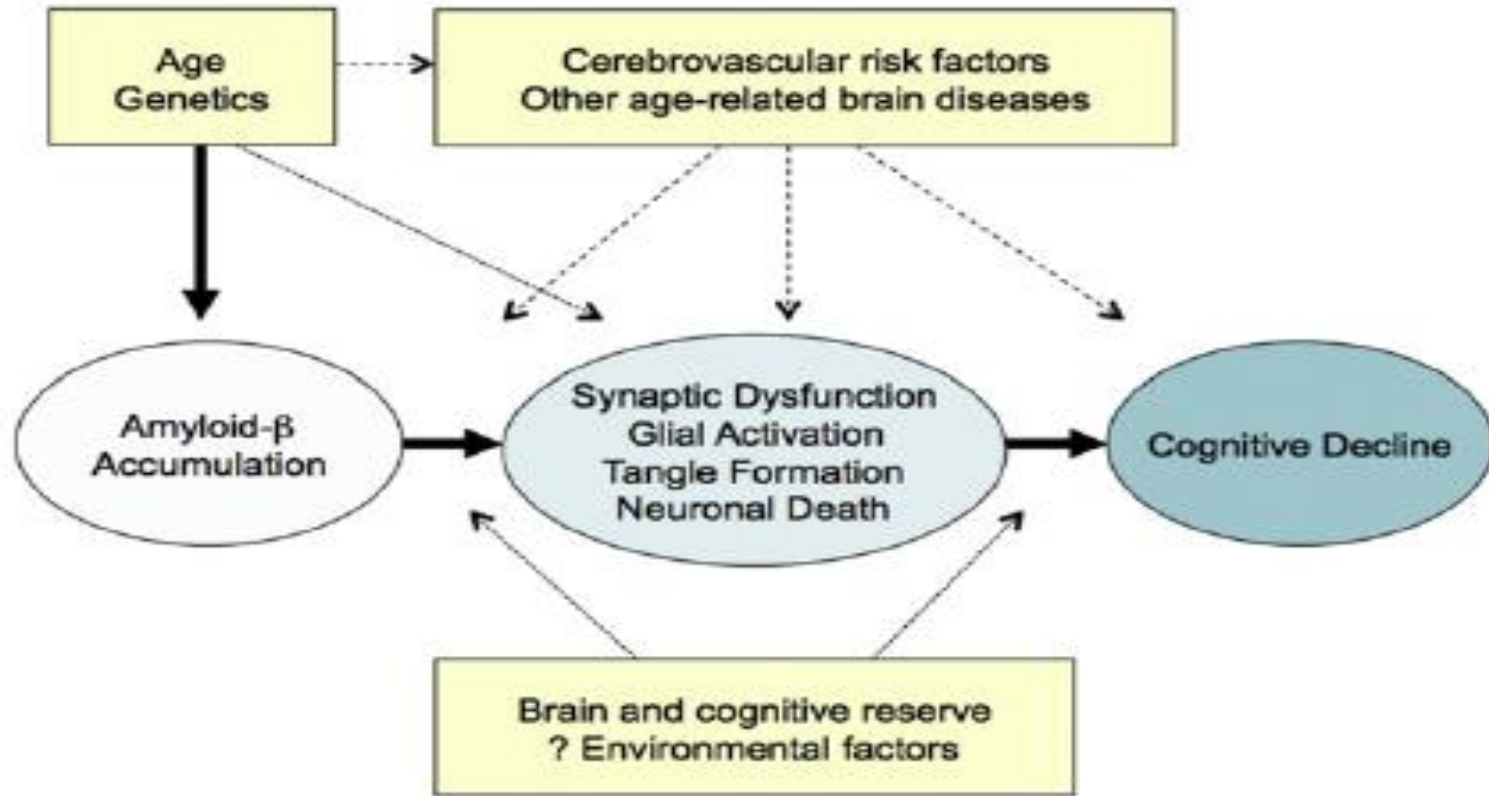 Age
Genetics
Cerebrovascular risk factors
Other age-related brain diseases
Amyloid-β
Accumulation
Synaptic Dysfunction
Glial Activation
Tangle Formation
Neuronal Death
Cognitive Decline
Brain and cognitive reserve
? Environmental factors